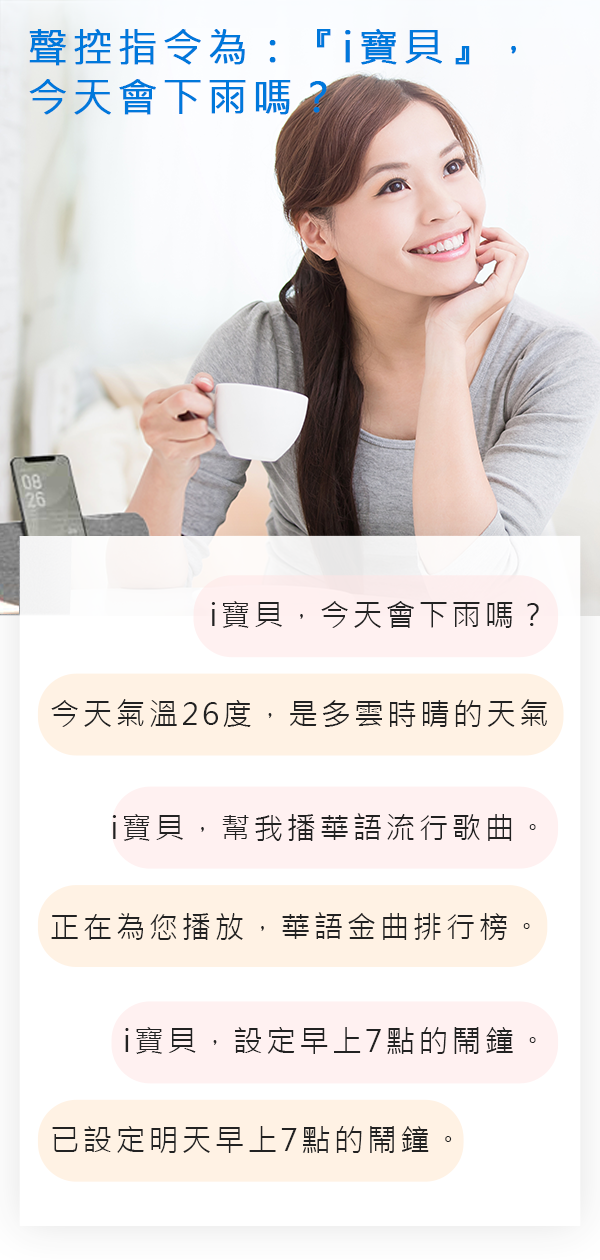 聲控指令為：『i寶貝』，
今天會下雨嗎？
08
26
i寶貝，今天會下雨嗎？
今天氣溫26度，是多雲時晴的天氣
i寶貝，幫我播華語流行歌曲。
正在為您播放，華語金曲排行榜。
i寶貝，設定早上7點的鬧鐘。
已設定明天早上7點的鬧鐘。